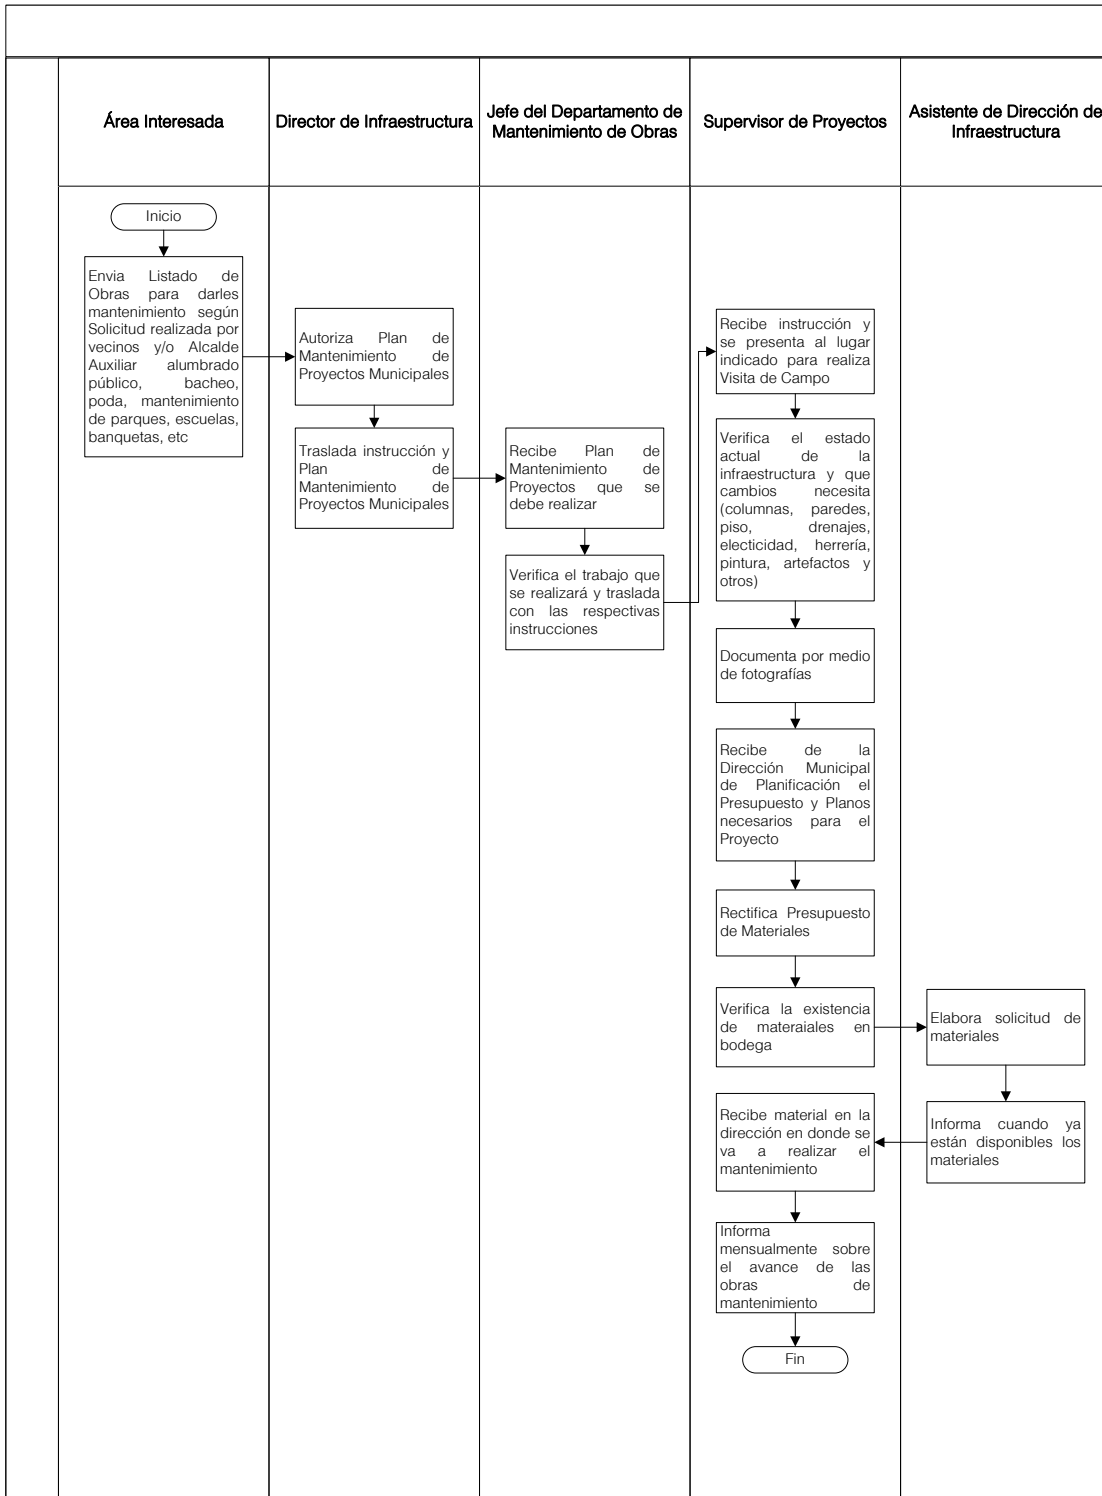 Área Interesada
Director de Infraestructura
Jefe del Departamento de
Mantenimiento de Obras
Supervisor de Proyectos
Asistente de Dirección de
Infraestructura
Inicio
Envia Listado de
Obras para darles
mantenimiento según
Solicitud realizada por
vecinos y/o Alcalde
Auxiliar alumbrado
público, bacheo,
poda, mantenimiento
de parques, escuelas,
banquetas, etc
Autoriza Plan de
Mantenimiento de
Proyectos Municipales
Traslada instrucción y
Plan de
Mantenimiento de
Proyectos Municipales
Recibe Plan de
Mantenimiento de
Proyectos que se
debe realizar
Verifica el trabajo que
se realizará y traslada
con las respectivas
instrucciones
Recibe instrucción y
se presenta al lugar
indicado para realiza
Visita de Campo
Verifica el estado
actual de la
infraestructura y que
cambios necesita
(columnas, paredes,
piso, drenajes,
electicidad, herrería,
pintura, artefactos y
otros)
Documenta por medio
de fotografías
Recibe de la
Dirección Municipal
de Planificación el
Presupuesto y Planos
necesarios para el
Proyecto
Rectifica Presupuesto
de Materiales
Verifica la existencia
de materaiales en
bodega
Elabora solicitud de
materiales
Informa cuando ya
están disponibles los
materiales
Recibe material en la
dirección en donde se
va a realizar el
mantenimiento
Informa
mensualmente sobre
el avance de las
obras de
mantenimiento
Fin